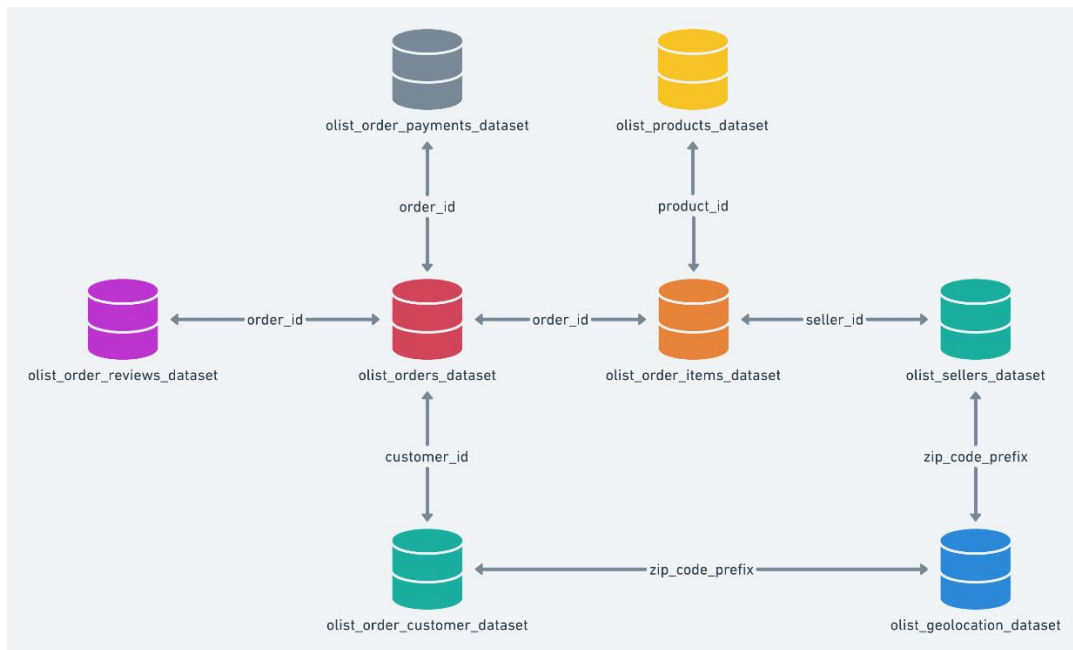 olist_order_payments_dataset
olist_products_dataset
order_id
product_id
order_id
order_id
seller_id
olist_order_reviews_dataset
olist_orders_dataset
olist_order_items_dataset
olist_sellers_dataset
customer_id
zip_code_prefix
zip_code_prefix
olist_order_customer_dataset
olist_geolocation_dataset